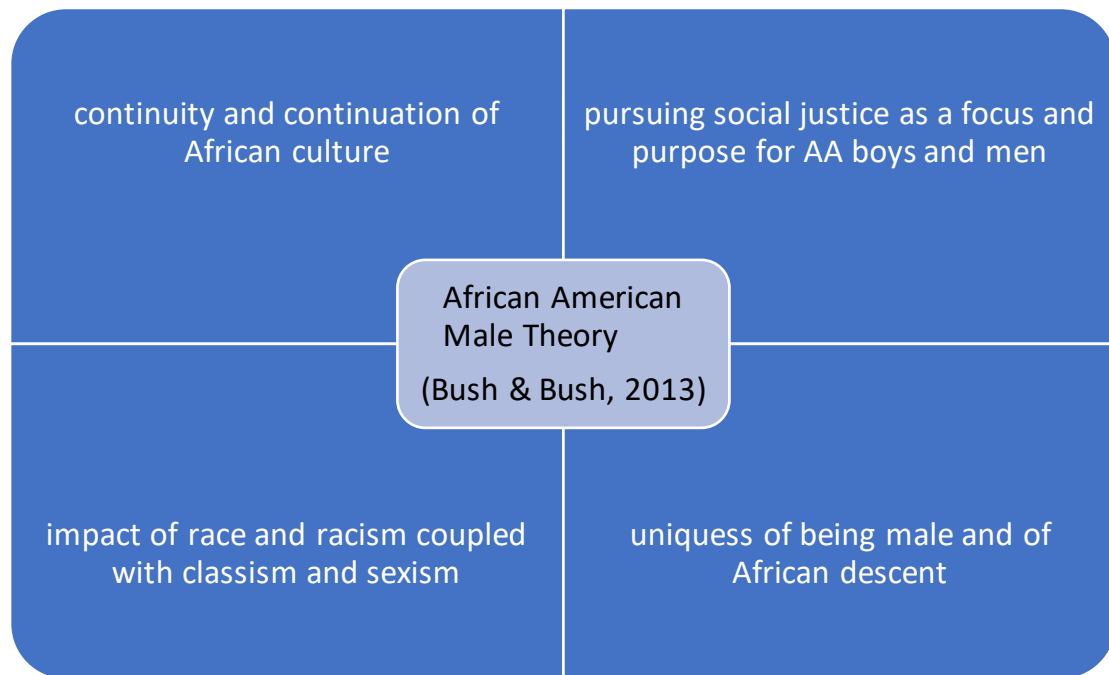 continuity and continuation of
African culture
pursuing social justice as a focus and
purpose for AA boys and men
African American
Male Theory
(Bush & Bush, 2013)
impact of race and racism coupled
with classism and sexism
uniquess of being male and of
African descent